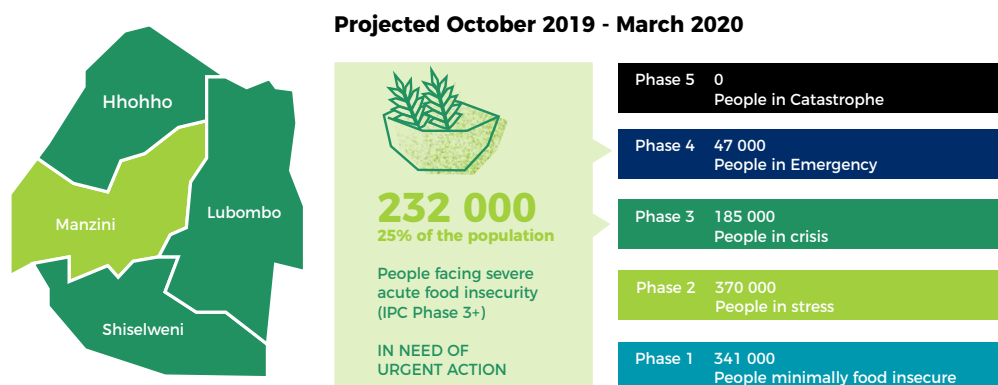 Projected October 2019 - March 2020
Hhohho
Manzini
Lubombo
Shiselweni
232 000
25% of the population
People facing severe
acute food insecurity
(IPC Phase 3+)
IN NEED OF
URGENT ACTION
Phase 5 0
People in Catastrophe
Phase 4 47 000
People in Emergency
Phase 3 185 000
People in crisis
Phase 2 370 000
People in stress
Phase 1 341 000
People minimally food insecure